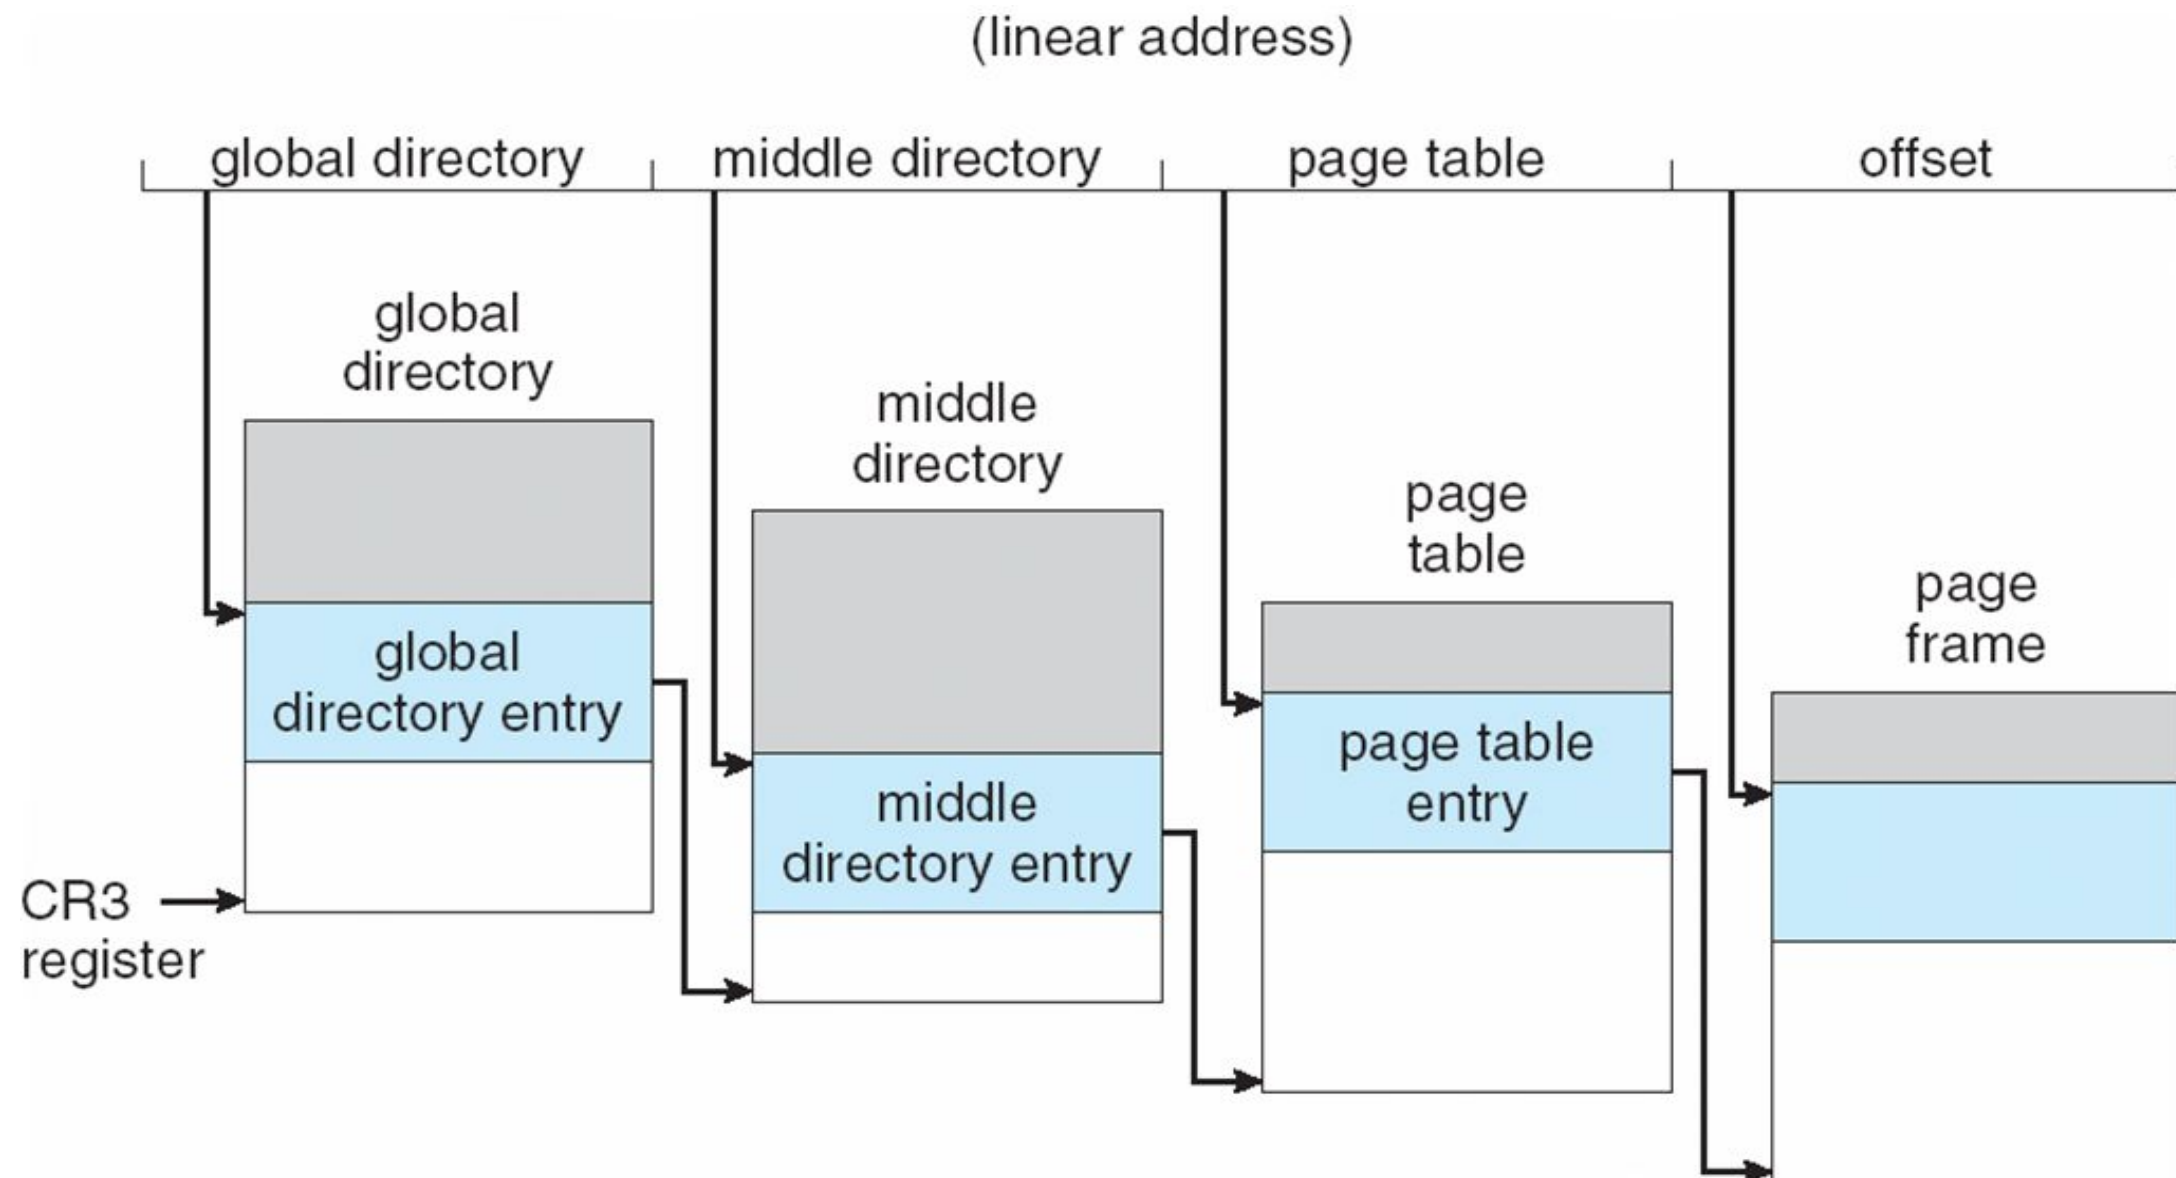 (linear address)
global directory
middle directory
page table
offset
global
directory
global
directory entry
CR3
register
middle
directory
middle
directory entry
page
table
page table
entry
page
frame